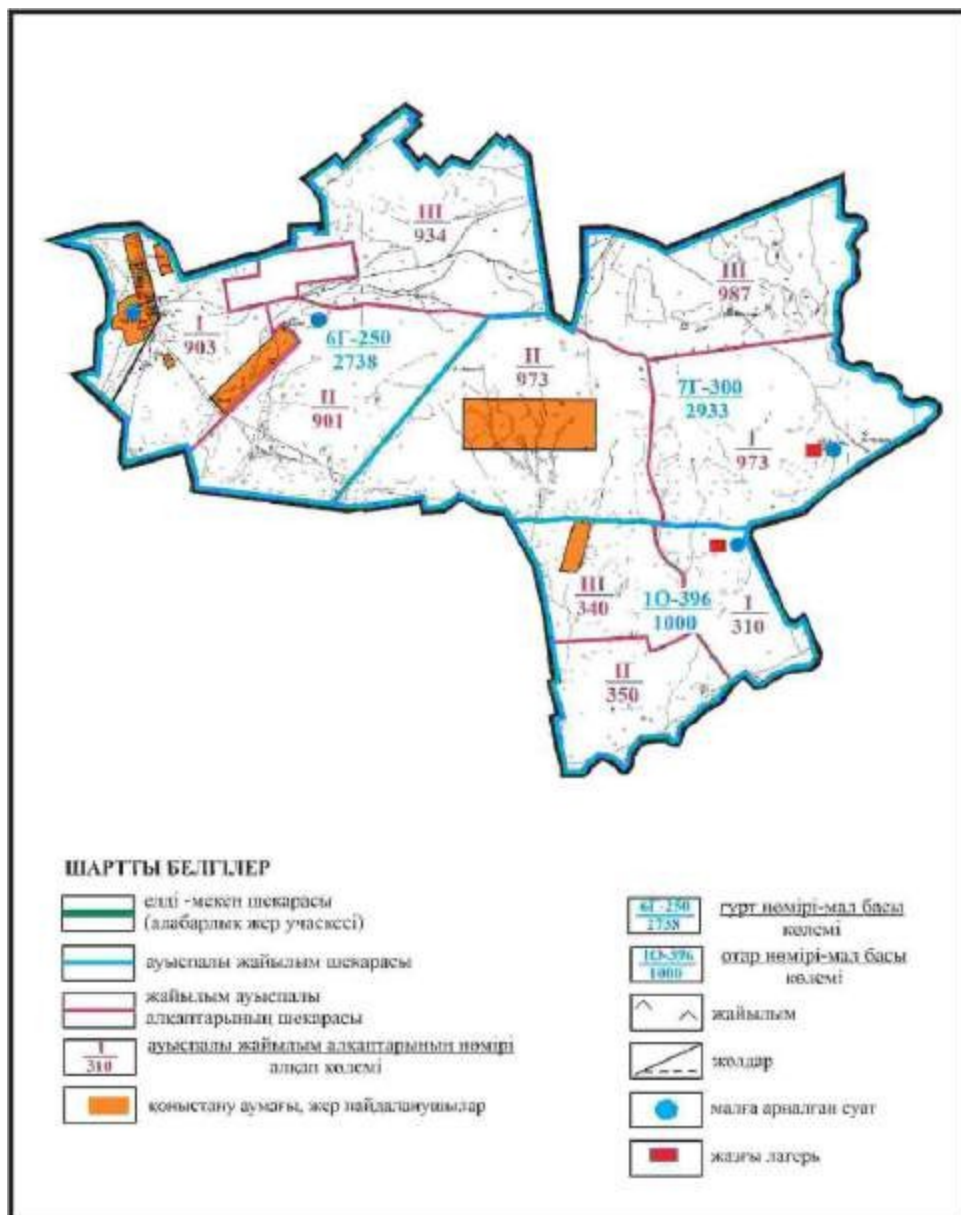 III
934
III
987
I
903
6Г-250
2738
II
973
7Г-300
2933
II
901
I
973
III
340
1О-396
1000
I
310
II
350
ШАРТТЫ БЕЛГІЛЕР
елді -мекен шекарасы
(алабарлық жер учаскесі)
ауыспалы жайылым шекарасы
жайылым ауыспалы
алқаптарының шекарасы
I
310
ауыспалы жайылым алқаптарының нөмірі
алқап көлемі
қоныстану аумағы, жер пайдаланушылар
6Г-250
2738
гурт нөмірі-мал басы
көлемі
1О-396
1000
отар нөмірі-мал басы
көлемі
жайылым
жолдар
малға арналған суат
жазғы лагерь